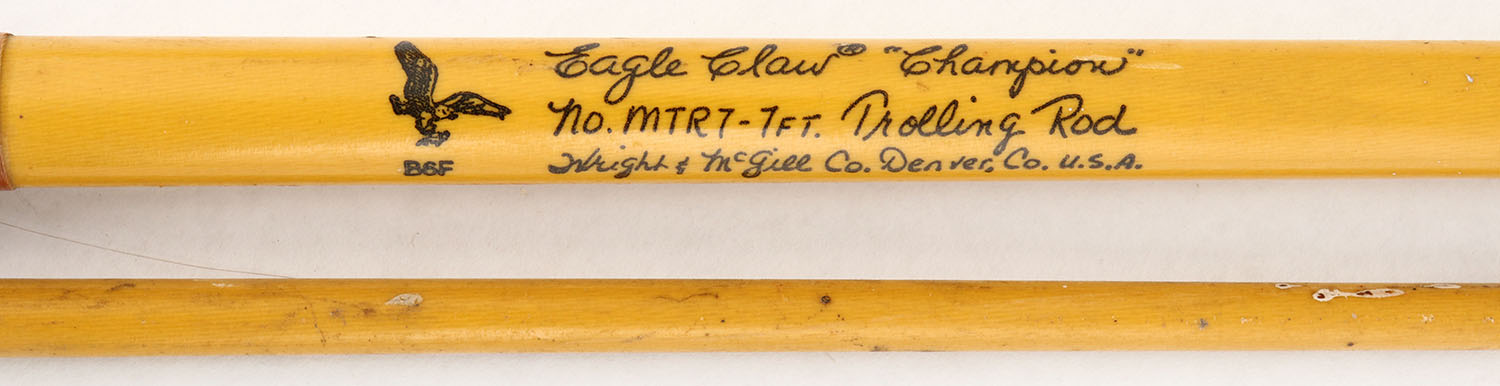 Eagle Claw® "Champion"
No. MTR7-7FT. Trolling Rod
Wright & McGill Co. Denver, Co. U.S.A.
B6F